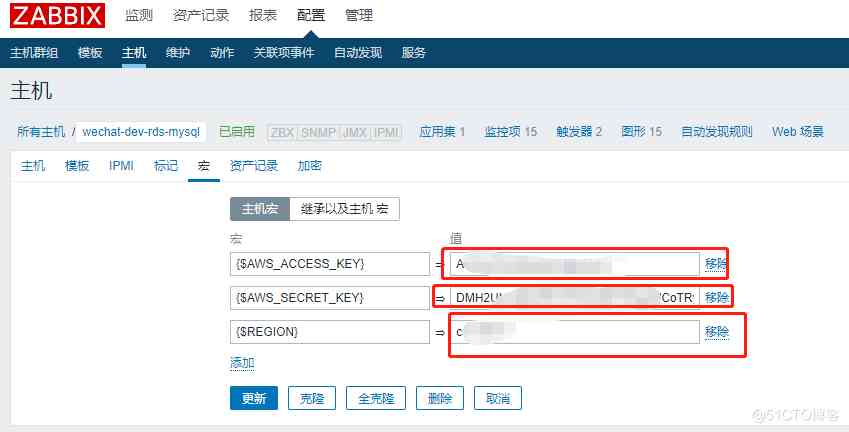 ZABBIX 监测 资产记录 报表 配置 管理
主机群组 模板 主机 维护 动作 关联项事件 自动发现 服务
主机
所有主机 / wechat-dev-rds-mysql 已启用 ZBX SNMP JMX IPMI 应用集 1 监控项 15 触发器 2 图形 15 自动发现规则 Web 场景
主机 模板 IPMI 标记 宏 资产记录 加密
主机宏 继承以及主机 宏
宏 值
{$AWS_ACCESS_KEY} ⇒ A 移除
{$AWS_SECRET_KEY} ⇒ DMH2U CoTR 移除
{$REGION} ⇒ c 移除
添加
更新 克隆 全克隆 删除 取消
@51CTO博客